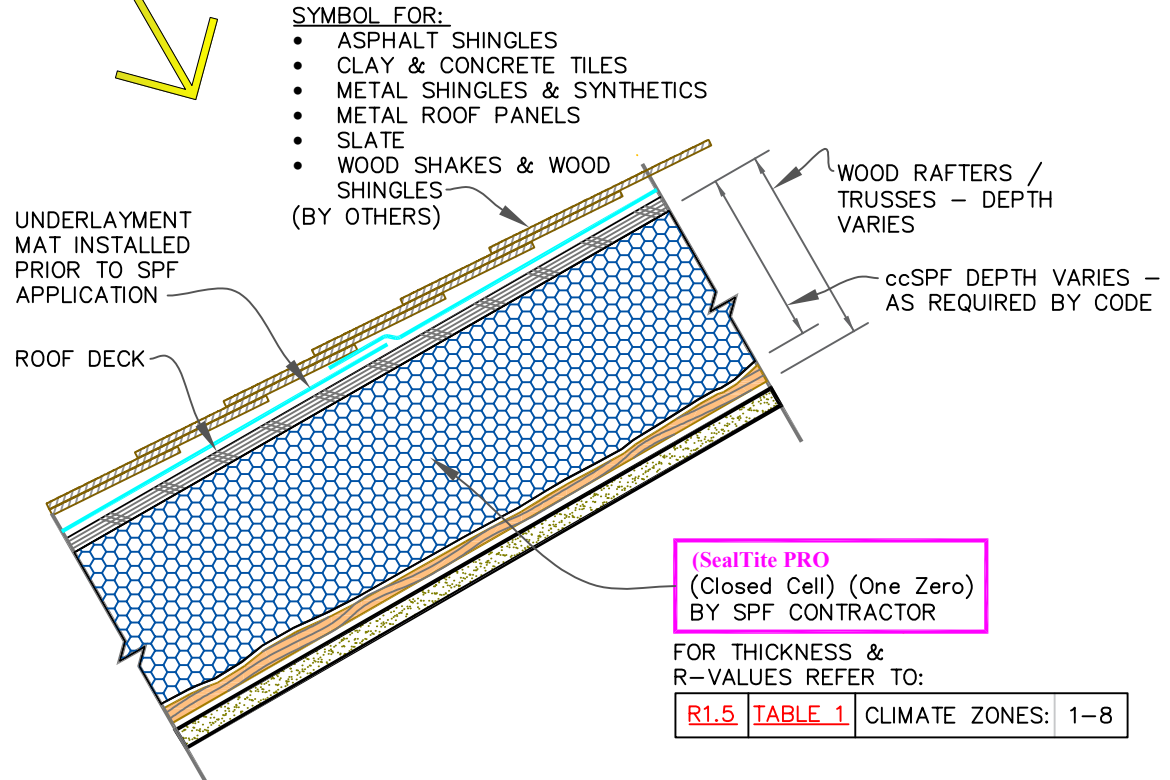 SYMBOL FOR:
• ASPHALT SHINGLES
• CLAY & CONCRETE TILES
• METAL SHINGLES & SYNTHETICS
• METAL ROOF PANELS
• SLATE
• WOOD SHAKES & WOOD
SHINGLES
(BY OTHERS)
UNDERLAYMENT
MAT INSTALLED
PRIOR TO SPF
APPLICATION
ROOF DECK
WOOD RAFTERS /
TRUSSES – DEPTH
VARIES
ccSPF DEPTH VARIES –
AS REQUIRED BY CODE
(SealTite PRO
(Closed Cell) (One Zero)
BY SPF CONTRACTOR
FOR THICKNESS &
R–VALUES REFER TO:
R1.5 TABLE 1 CLIMATE ZONES: 1–8